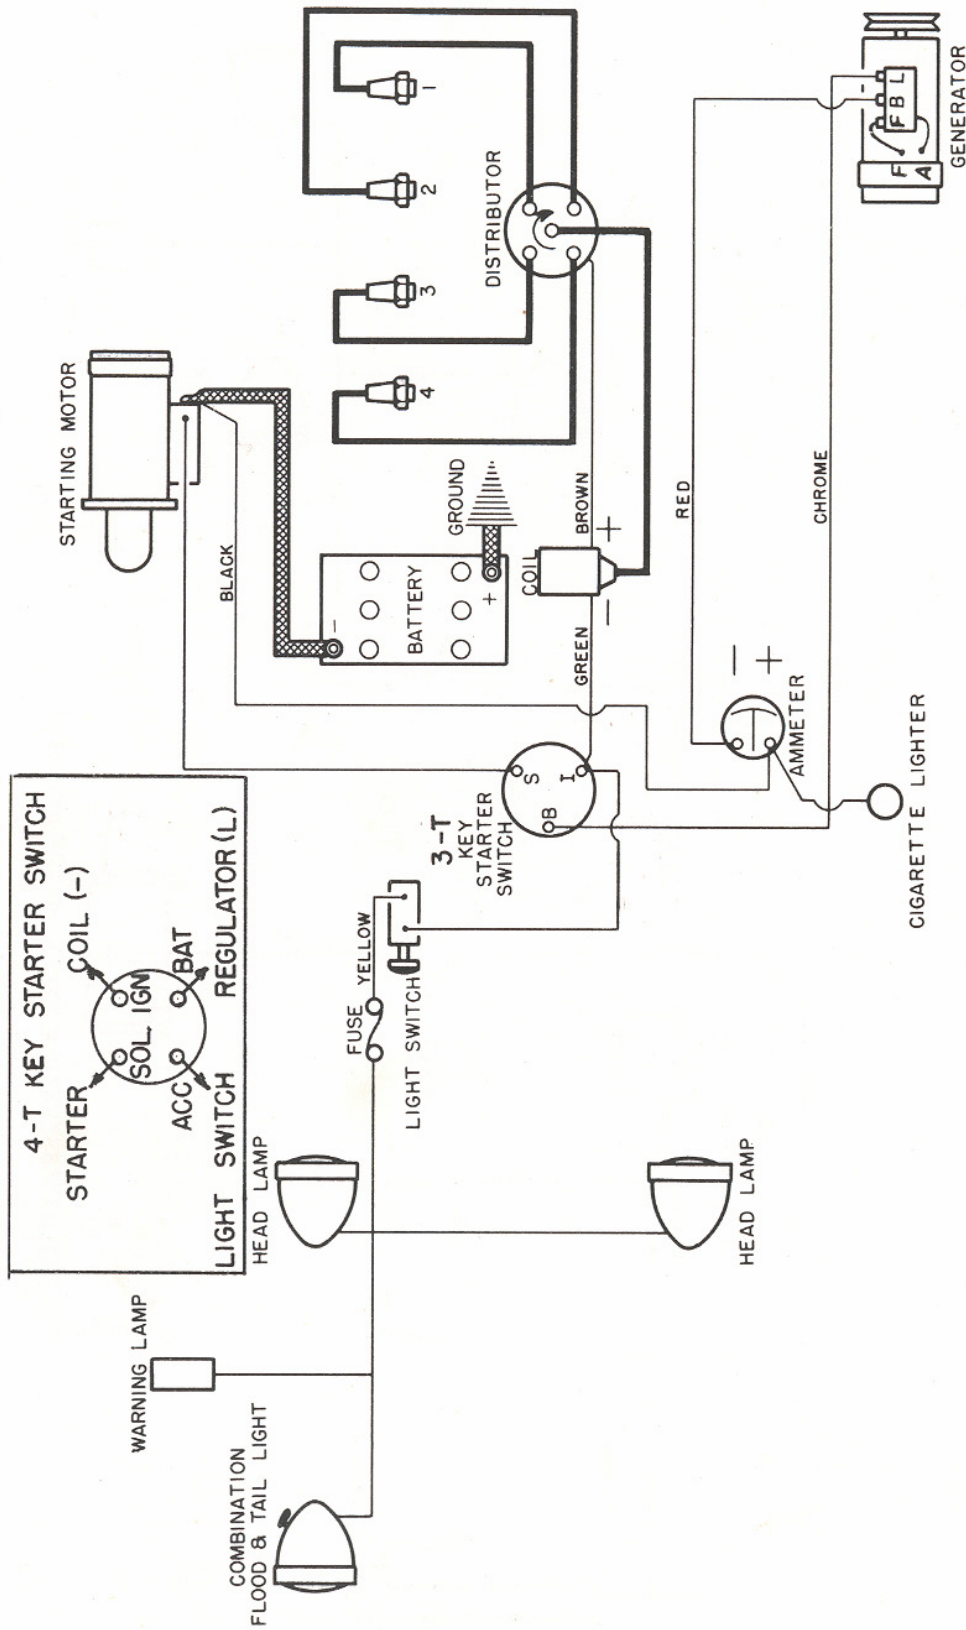 4-T KEY STARTER SWITCH
STARTER
COIL (-)
SOL.
IGN
ACC
BAT
LIGHT SWITCH
REGULATOR (L)
STARTING MOTOR
BLACK
1
2
3
4
BATTERY
-
+
GROUND
DISTRIBUTOR
COIL
BROWN
+
-
GREEN
3-T
KEY
STARTER
SWITCH
S
I
B
YELLOW
FUSE
LIGHT SWITCH
HEAD LAMP
HEAD LAMP
WARNING LAMP
COMBINATION
FLOOD & TAIL LIGHT
RED
CHROME
-
+
AMMETER
CIGARETTE LIGHTER
F B L
F
A
GENERATOR